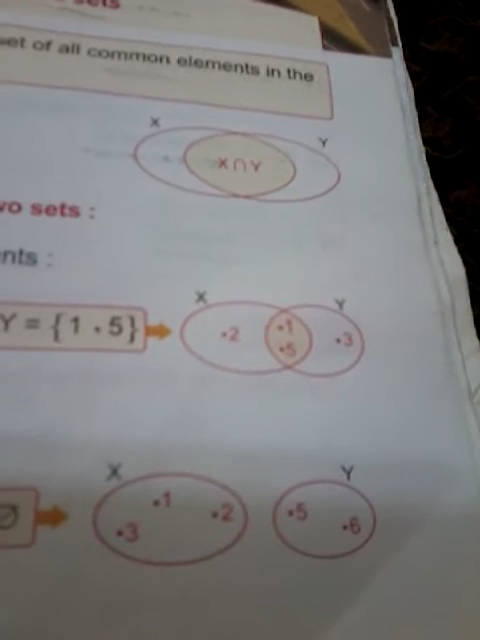 sets
set of all common elements in the
X
Y
X∩Y
wo sets :
nts :
X
Y
Y = {1 , 5}
•2
•1
•5
•3
X
Y
Ø
•1
•2
•3
•5
•6